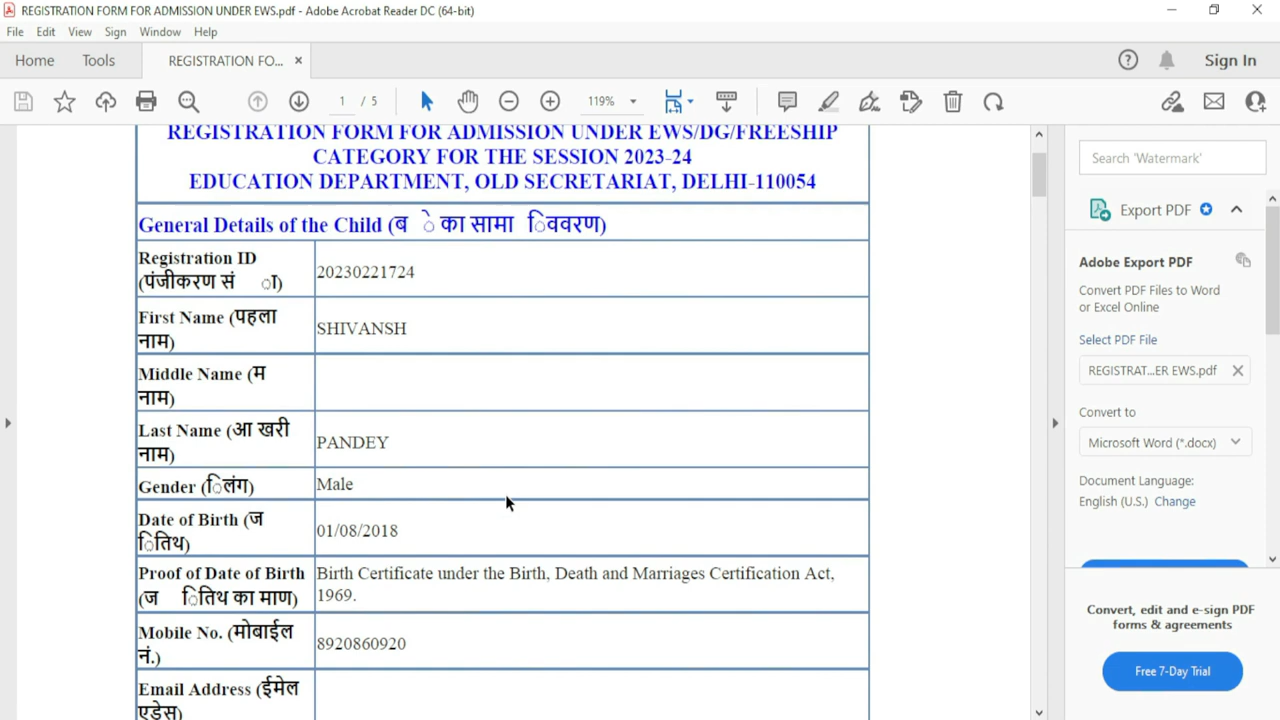 REGISTRATION FORM FOR ADMISSION UNDER EWS.pdf - Adobe Acrobat Reader DC (64-bit)
File Edit View Sign Window Help
Home Tools REGISTRATION FO... × Sign In
1 / 5 119%
REGISTRATION FORM FOR ADMISSION UNDER EWS/DG/FREESHIP
CATEGORY FOR THE SESSION 2023-24
EDUCATION DEPARTMENT, OLD SECRETARIAT, DELHI-110054
General Details of the Child (ब े का सामा िववरण)
Registration ID
(पंजीकरण सं ा)
20230221724
First Name (पहला
नाम)
SHIVANSH
Middle Name (म
नाम)
Last Name (आ खरी
नाम)
PANDEY
Gender (िलंग)
Male
Date of Birth (ज
ितिथ)
01/08/2018
Proof of Date of Birth
(ज ितिथ का माण)
Birth Certificate under the Birth, Death and Marriages Certification Act,
1969.
Mobile No. (मोबाईल
नं.)
8920860920
Email Address (ईमेल
एड्रेस)
Search 'Watermark'
Export PDF
Adobe Export PDF
Convert PDF Files to Word
or Excel Online
Select PDF File
REGISTRAT...ER EWS.pdf
Convert to
Microsoft Word (*.docx)
Document Language:
English (U.S.) Change
Convert, edit and e-sign PDF
forms & agreements
Free 7-Day Trial